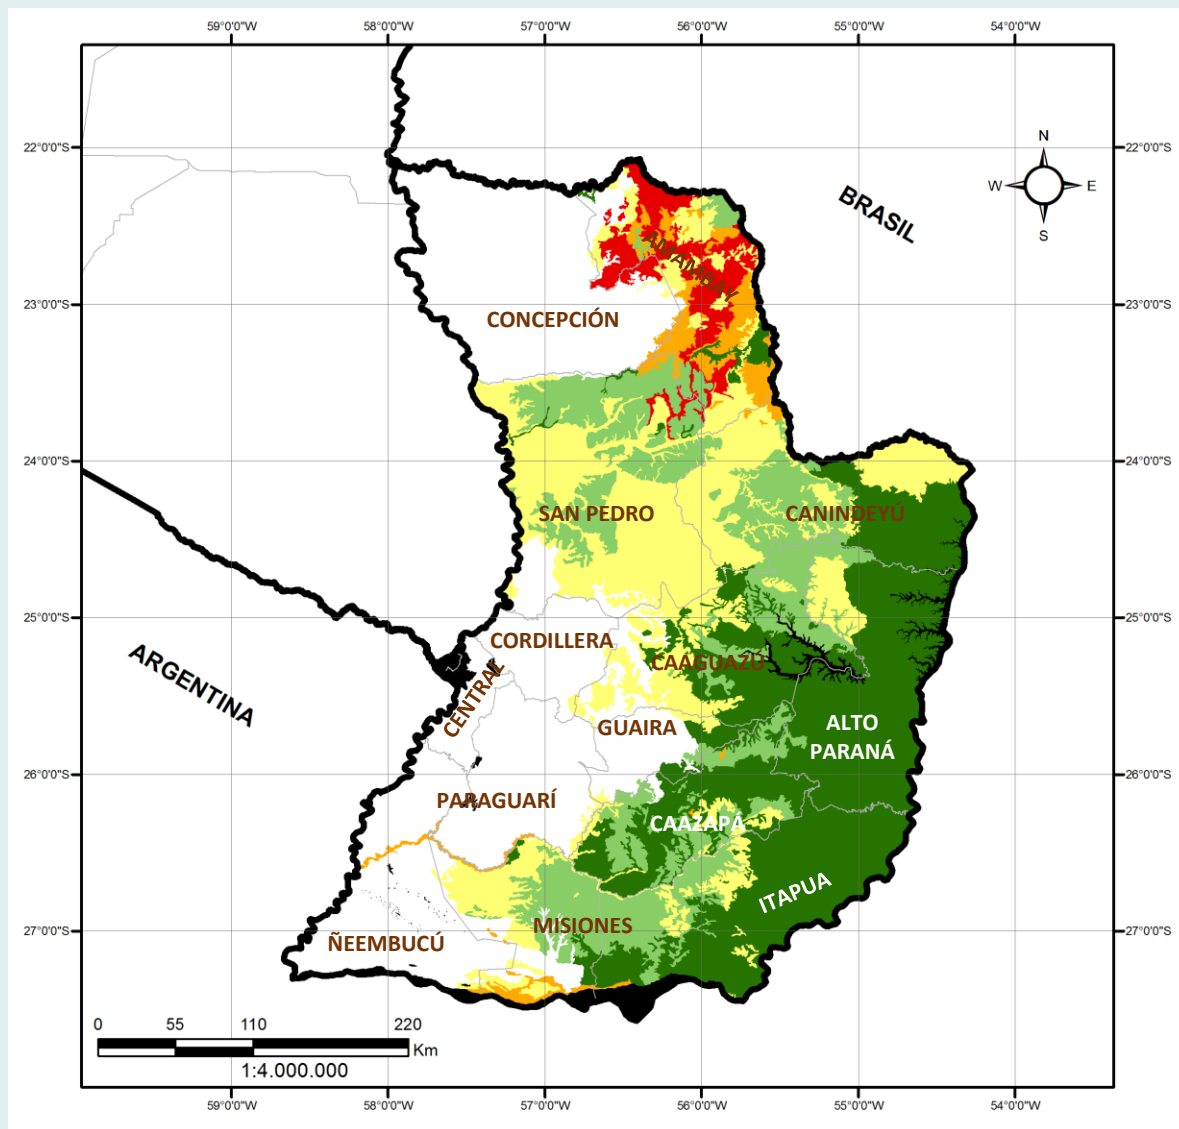 59°0'0"W 58°0'0"W 57°0'0"W 56°0'0"W 55°0'0"W 54°0'0"W
22°0'0"S 22°0'0"S
N
W E
S
BRASIL
AMAMBAY
23°0'0"S 23°0'0"S
CONCEPCIÓN
24°0'0"S 24°0'0"S
SAN PEDRO
CANINDEYÚ
25°0'0"S 25°0'0"S
CORDILLERA
CAAGUAZÚ
ARGENTINA
CENTRAL
GUAIRA
ALTO
PARANÁ
26°0'0"S 26°0'0"S
PARAGUARÍ
CAAZAPÁ
ITAPUA
27°0'0"S 27°0'0"S
MISIONES
ÑEEMBUCÚ
0 55 110 220
Km
1:4.000.000
59°0'0"W 58°0'0"W 57°0'0"W 56°0'0"W 55°0'0"W 54°0'0"W